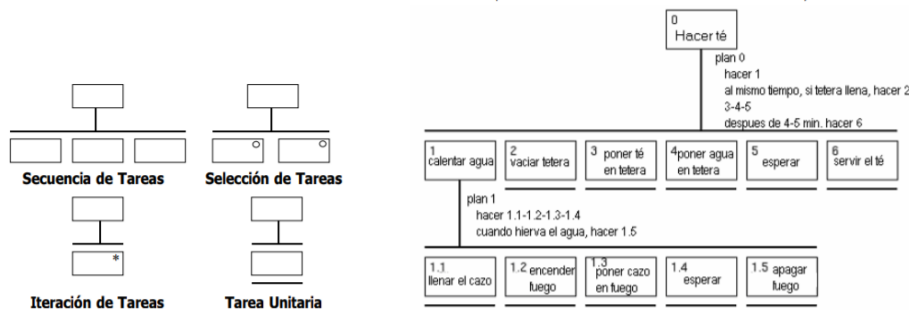 Secuencia de Tareas
Selección de Tareas
*
Iteración de Tareas
Tarea Unitaria
0
Hacer té
plan 0
hacer 1
al mismo tiempo, si tetera llena, hacer 2
3-4-5
despues de 4-5 min. hacer 6
1
calentar agua
2
vaciar tetera
3 poner té
en tetera
4 poner agua
en tetera
5
esperar
6
servir el té
plan 1
hacer 1.1-1.2-1.3-1.4
cuando hierva el agua, hacer 1.5
1.1
llenar el cazo
1.2 encender
fuego
1.3
poner cazo
en fuego
1.4
esperar
1.5 apagar
fuego